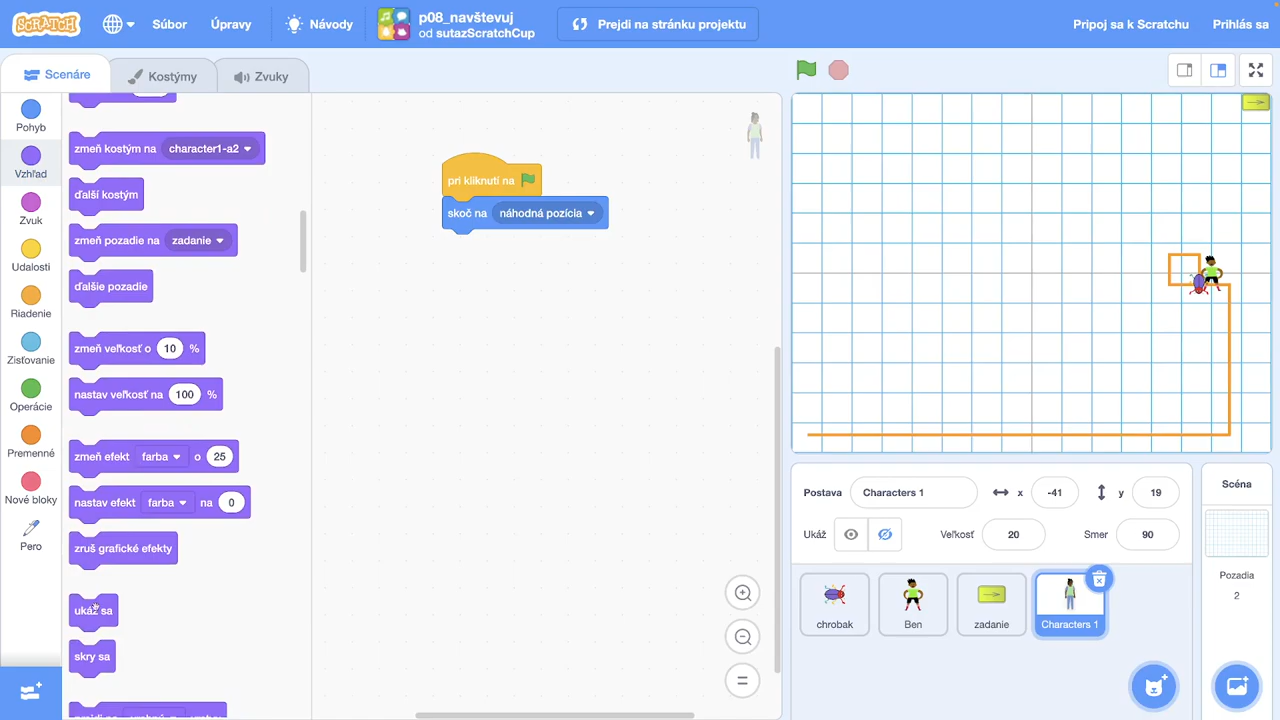 SCRATCH
Súbor
Úpravy
Návody
p08_navštevuj
od sutazScratchCup
Prejdi na stránku projektu
Pripoj sa k Scratchu
Prihlás sa
Scenáre
Kostýmy
Zvuky
Pohyb
Vzhľad
Zvuk
Udalosti
Riadenie
Zisťovanie
Operácie
Premenné
Nové bloky
Pero
zmeň kostým na character1-a2
ďalší kostým
zmeň pozadie na zadanie
ďalšie pozadie
zmeň veľkosť o 10 %
nastav veľkosť na 100 %
zmeň efekt farba o 25
nastav efekt farba na 0
zruš grafické efekty
ukáž sa
skry sa
pri kliknutí na
skoč na náhodná pozícia
Postava
Characters 1
x
-41
y
19
Ukáž
Veľkosť
20
Smer
90
chrobak
Ben
zadanie
Characters 1
Scéna
Pozadia
2